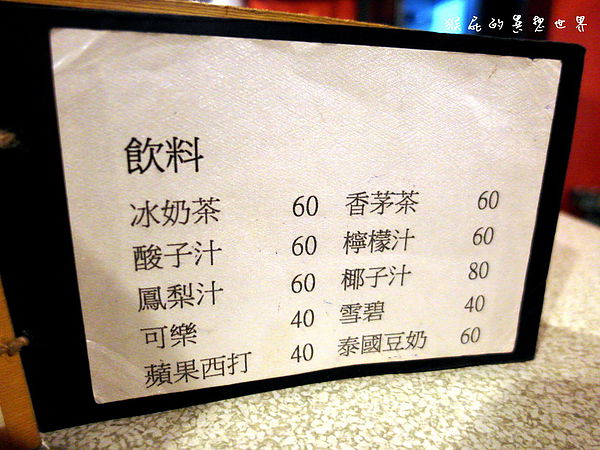 猴屁的異想世界
飲料
冰奶茶 60 香茅茶 60
酸子汁 60 檸檬汁 60
鳳梨汁 60 椰子汁 80
可樂 40 雪碧 40
蘋果西打 40 泰國豆奶 60